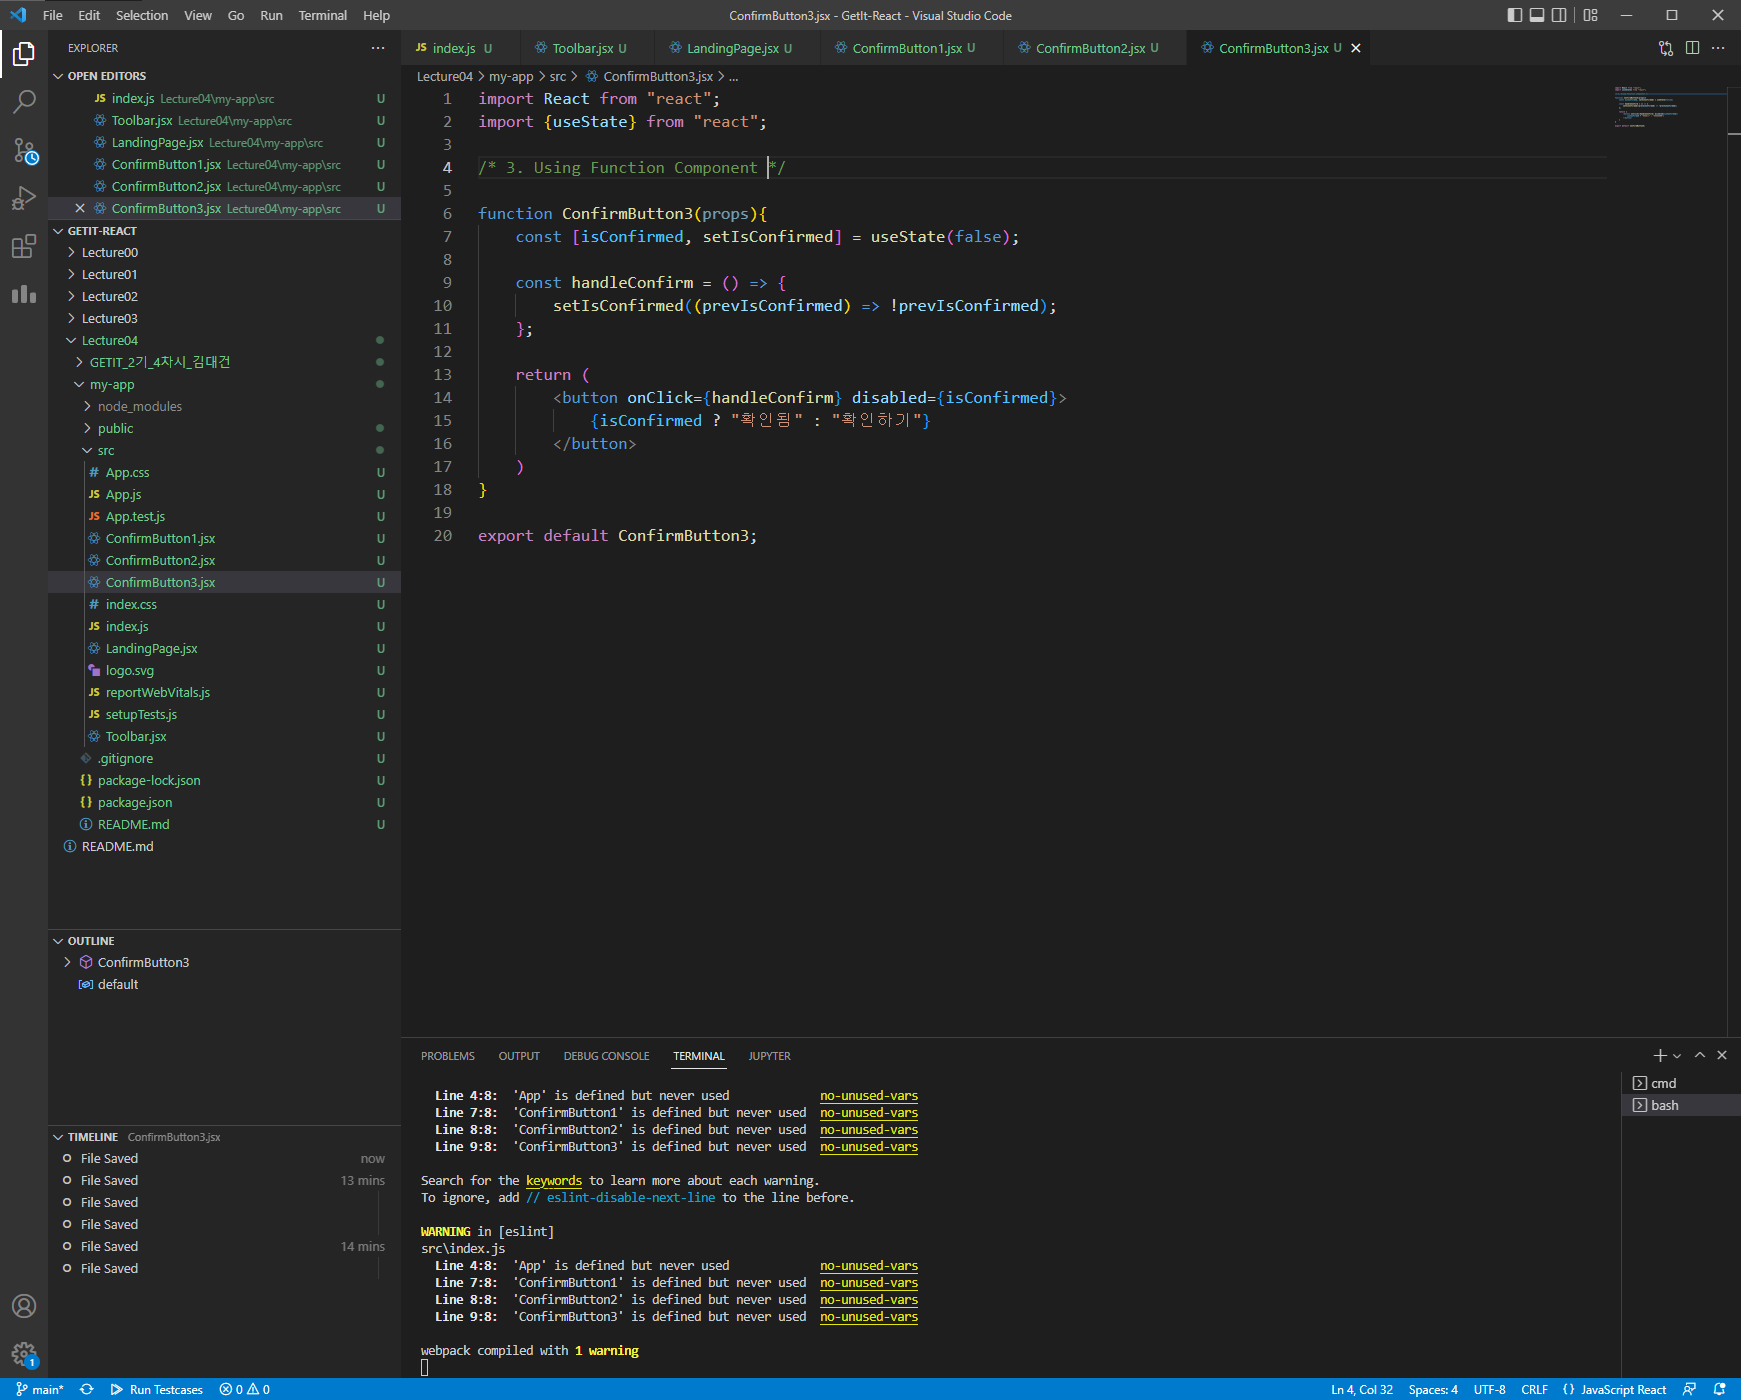 File Edit Selection View Go Run Terminal Help
ConfirmButton3.jsx - GetIt-React - Visual Studio Code
EXPLORER
OPEN EDITORS
JS index.js Lecture04\my-app\src U
Toolbar.jsx Lecture04\my-app\src U
LandingPage.jsx Lecture04\my-app\src U
ConfirmButton1.jsx Lecture04\my-app\src U
ConfirmButton2.jsx Lecture04\my-app\src U
ConfirmButton3.jsx Lecture04\my-app\src U
GETIT-REACT
Lecture00
Lecture01
Lecture02
Lecture03
Lecture04
GETIT_2기_4차시_김대건
my-app
node_modules
public
src
# App.css U
JS App.js U
JS App.test.js U
ConfirmButton1.jsx U
ConfirmButton2.jsx U
ConfirmButton3.jsx U
# index.css U
JS index.js U
LandingPage.jsx U
logo.svg U
JS reportWebVitals.js U
JS setupTests.js U
Toolbar.jsx U
.gitignore U
{} package-lock.json U
{} package.json U
README.md U
README.md
OUTLINE
ConfirmButton3
default
TIMELINE ConfirmButton3.jsx
File Saved now
File Saved 13 mins
File Saved
File Saved
File Saved 14 mins
File Saved
JS index.js U Toolbar.jsx U LandingPage.jsx U ConfirmButton1.jsx U ConfirmButton2.jsx U ConfirmButton3.jsx U
Lecture04 > my-app > src > ConfirmButton3.jsx > ...
1 import React from "react";
2 import {useState} from "react";
3
4 /* 3. Using Function Component */
5
6 function ConfirmButton3(props){
7 const [isConfirmed, setIsConfirmed] = useState(false);
8
9 const handleConfirm = () => {
10 setIsConfirmed((prevIsConfirmed) => !prevIsConfirmed);
11 };
12
13 return (
14 <button onClick={handleConfirm} disabled={isConfirmed}>
15 {isConfirmed ? "확인됨" : "확인하기"}
16 </button>
17 )
18 }
19
20 export default ConfirmButton3;
PROBLEMS OUTPUT DEBUG CONSOLE TERMINAL JUPYTER
Line 4:8: 'App' is defined but never used no-unused-vars
Line 7:8: 'ConfirmButton1' is defined but never used no-unused-vars
Line 8:8: 'ConfirmButton2' is defined but never used no-unused-vars
Line 9:8: 'ConfirmButton3' is defined but never used no-unused-vars
Search for the keywords to learn more about each warning.
To ignore, add // eslint-disable-next-line to the line before.
WARNING in [eslint]
src\index.js
Line 4:8: 'App' is defined but never used no-unused-vars
Line 7:8: 'ConfirmButton1' is defined but never used no-unused-vars
Line 8:8: 'ConfirmButton2' is defined but never used no-unused-vars
Line 9:8: 'ConfirmButton3' is defined but never used no-unused-vars
webpack compiled with 1 warning
cmd
bash
1
main* Run Testcases 0 0 Ln 4, Col 32 Spaces: 4 UTF-8 CRLF {} JavaScript React